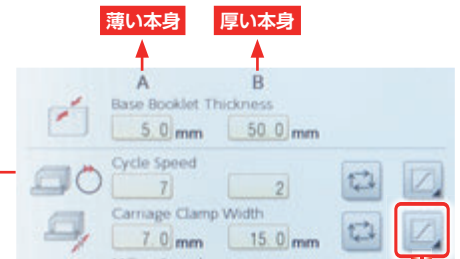 薄い本身 厚い本身
A B
Base Booklet Thickness
5.0 mm 50.0 mm
Cycle Speed
7 2
Carriage Clamp Width
7.0 mm 15.0 mm